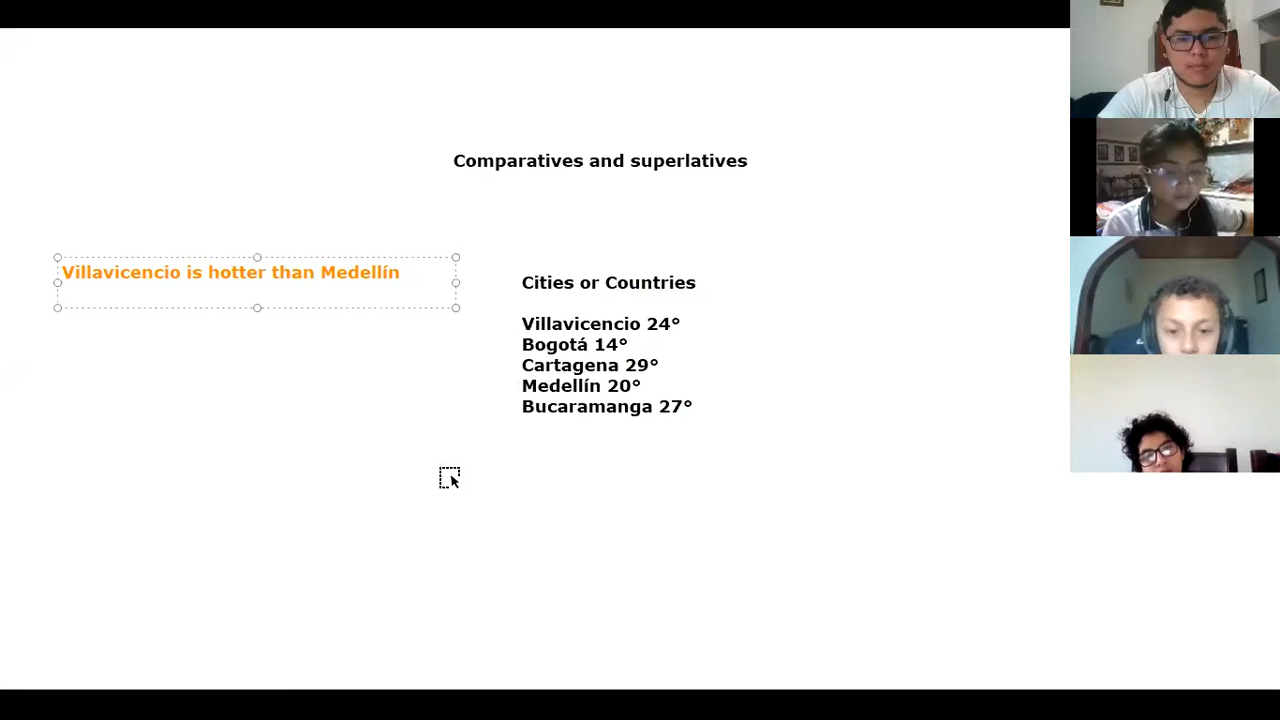 Comparatives and superlatives
Villavicencio is hotter than Medellín
Cities or Countries
Villavicencio 24°
Bogotá 14°
Cartagena 29°
Medellín 20°
Bucaramanga 27°